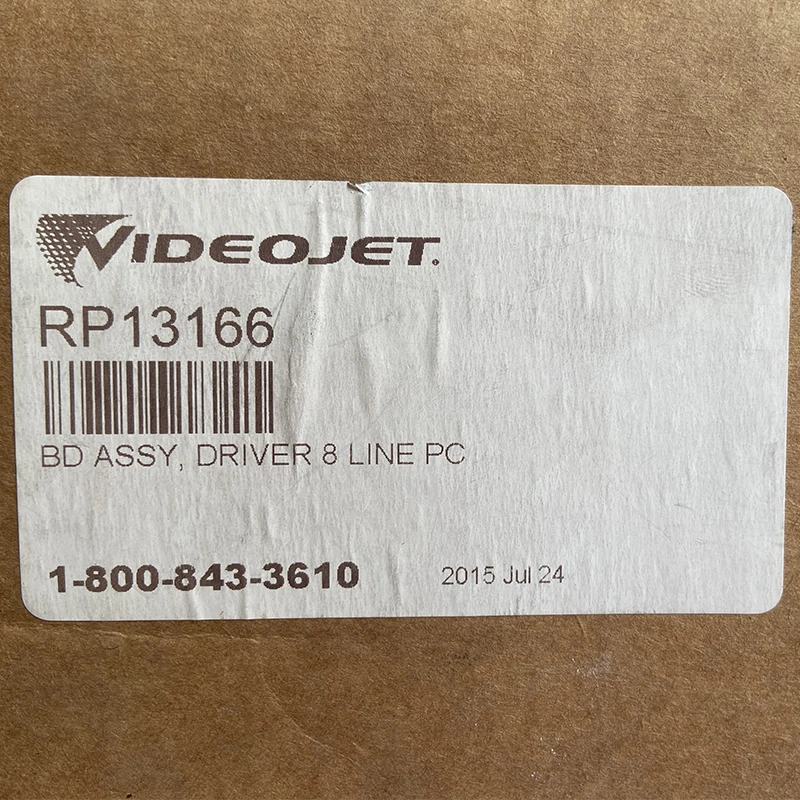 VIDEOJET.
RP13166
BD ASSY, DRIVER 8 LINE PC
1-800-843-3610 2015 Jul 24